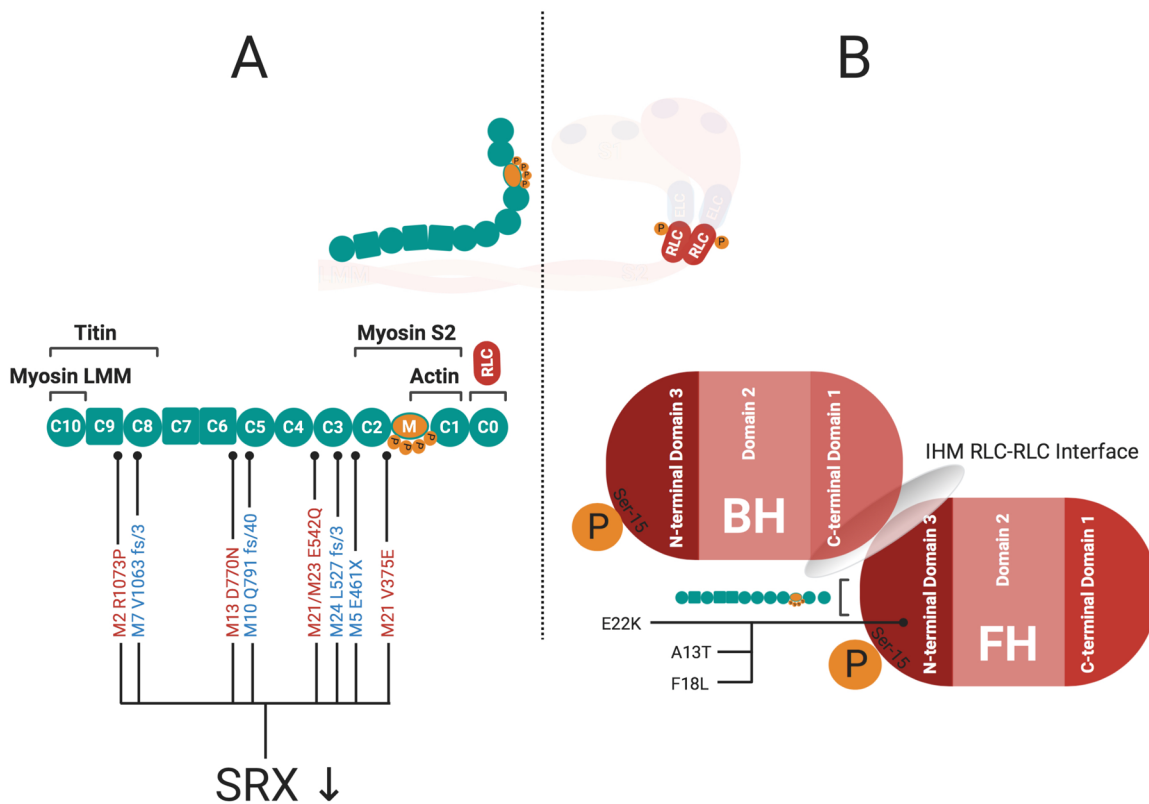 A
B
P
P
P
P
ELC
ELC
P
RLC
RLC
P
Titin
Myosin S2
RLC
Myosin LMM
Actin
C10 C9 C8 C7 C6 C5 C4 C3 C2 M C1 C0
P P P P
M2 R1073P
M7 V1063 fs/3
M13 D770N
M10 Q791 fs/40
M21/M23 E542Q
M24 L527 fs/3
M5 E461X
M21 V375E
SRX ↓
N-terminal Domain 3
Domain 2
C-terminal Domain 1
BH
P
Ser-15
IHM RLC-RLC Interface
N-terminal Domain 3
Domain 2
C-terminal Domain 1
FH
P
Ser-15
E22K
A13T
F18L